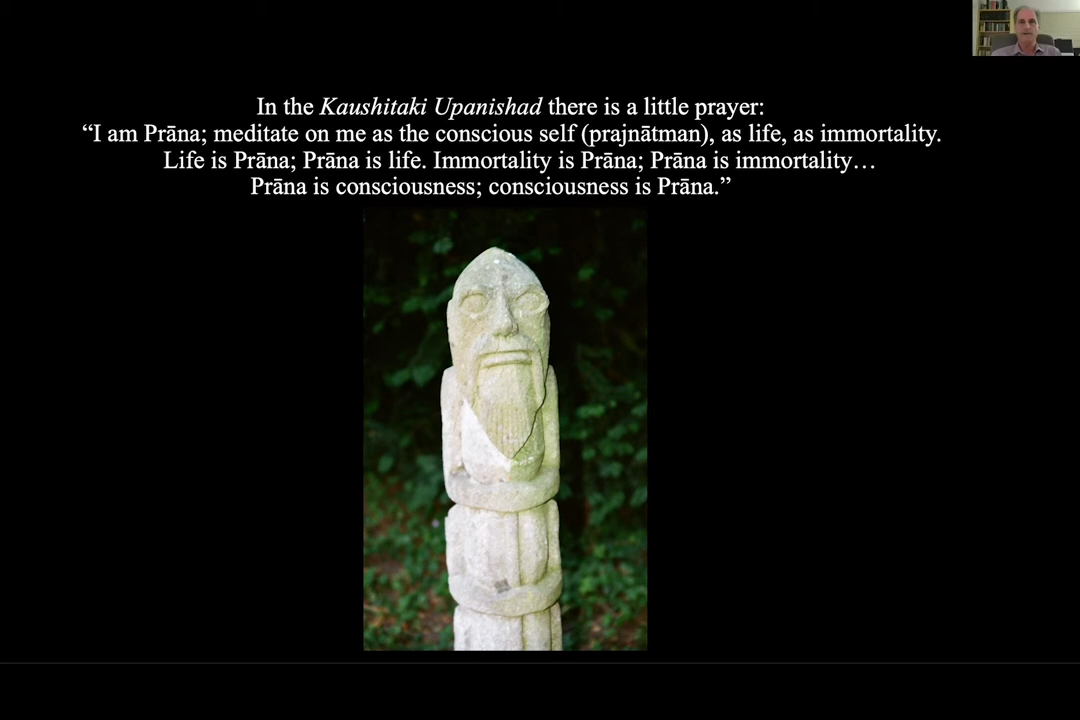 In the Kaushitaki Upanishad there is a little prayer:
“I am Prāna; meditate on me as the conscious self (prajnātman), as life, as immortality.
Life is Prāna; Prāna is life. Immortality is Prāna; Prāna is immortality…
Prāna is consciousness; consciousness is Prāna.”